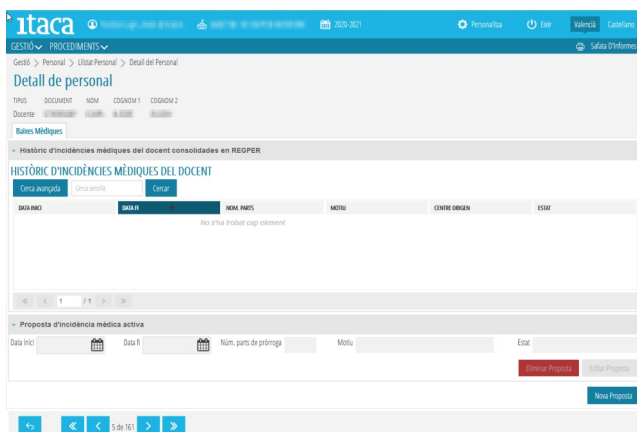 itaca 2020-2021 Personalitza Eixir Valencià Castellano
GESTIÓ PROCEDIMENTS Safata D'Informes
Gestió > Personal > Llistat Personal > Detall del Personal
Detall de personal
TIPUS DOCUMENT NOM COGNOM 1 COGNOM 2
Docente
Baixes Mèdiques
Històric d'incidències mèdiques del docent consolidades en REGPER
HISTÒRIC D'INCIDÈNCIES MÈDIQUES DEL DOCENT
Cerca avançada Cerca senzilla Cercar
DATA INICI DATA FI NOM. PARTS MOTIU CENTRE ORIGEN ESTAT
No s'ha trobat cap element
1 / 1
Proposta d'incidència mèdica activa
Data inici Data fi Núm. parts de pròrroga Motiu Estat
Eliminar Proposta Editar Proposta
Nova Proposta
5 de 161